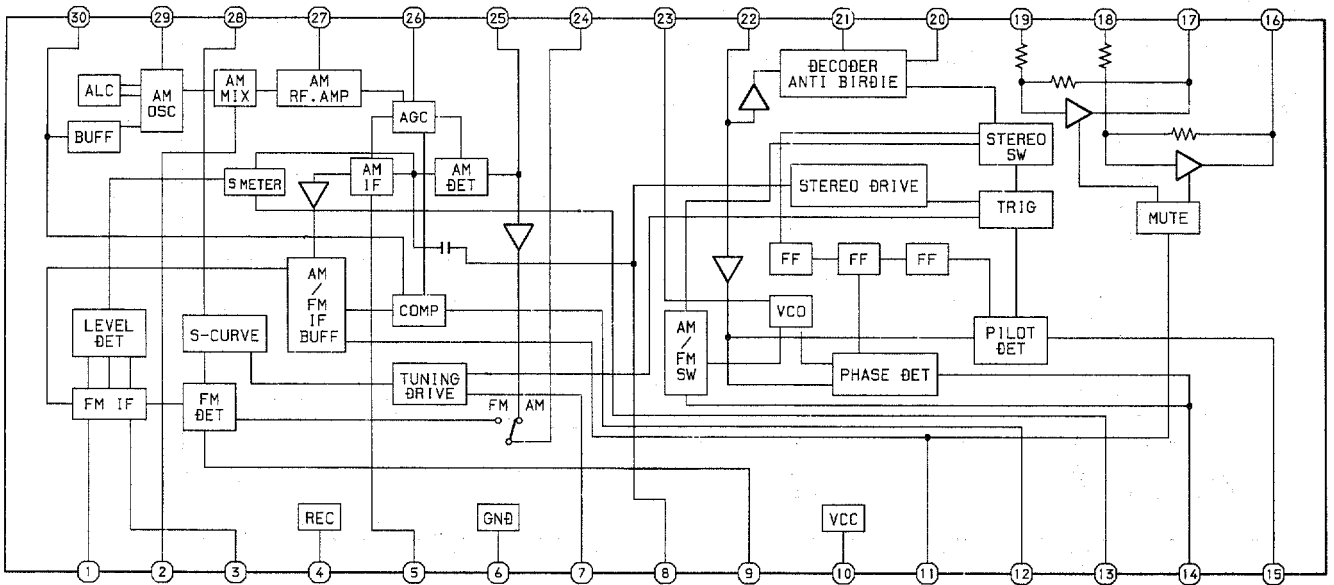 30 29 28 27 26 25 24 23 22 21 20 19 18 17 16
ALC
AM
OSC
BUFF
AM
MIX
AM
RF.AMP
AGC
DECODER
ANTI BIRDIE
S METER
AM
IF
AM
DET
STEREO
SW
STEREO DRIVE
TRIG
MUTE
AM
/
FM
IF
BUFF
FF
FF
FF
COMP
VCO
LEVEL
DET
S-CURVE
AM
/
FM
SW
PILOT
DET
TUNING
DRIVE
PHASE DET
FM IF
FM
DET
FM AM
REC
GND
VCC
1 2 3 4 5 6 7 8 9 10 11 12 13 14 15